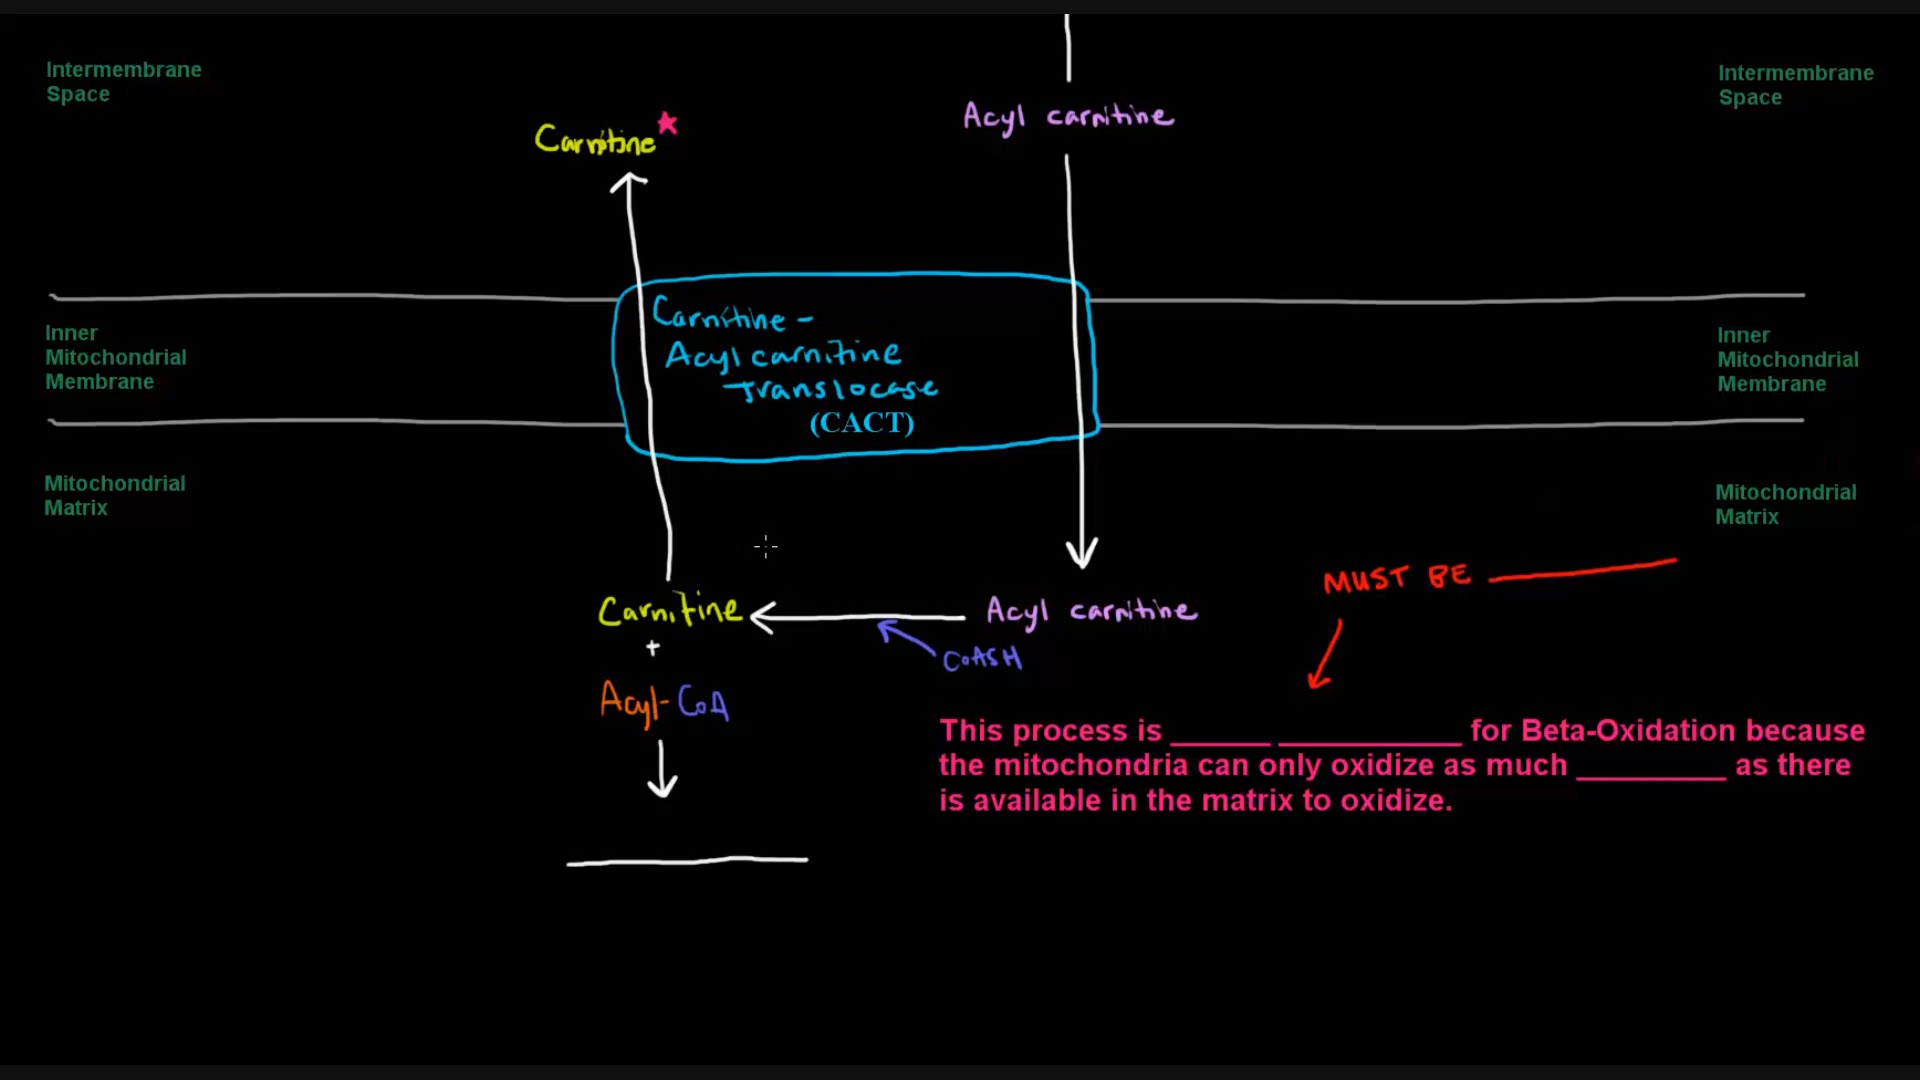 Intermembrane
Space
Intermembrane
Space
Acyl carnitine
Carnitine*
Carnitine-
Acyl carnitine
Translocase
(CACT)
Inner
Mitochondrial
Membrane
Inner
Mitochondrial
Membrane
Mitochondrial
Matrix
Mitochondrial
Matrix
MUST BE ________
Carnitine
Acyl carnitine
+
CoASH
Acyl-CoA
This process is ______ ___________ for Beta-Oxidation because
the mitochondria can only oxidize as much _________ as there
is available in the matrix to oxidize.